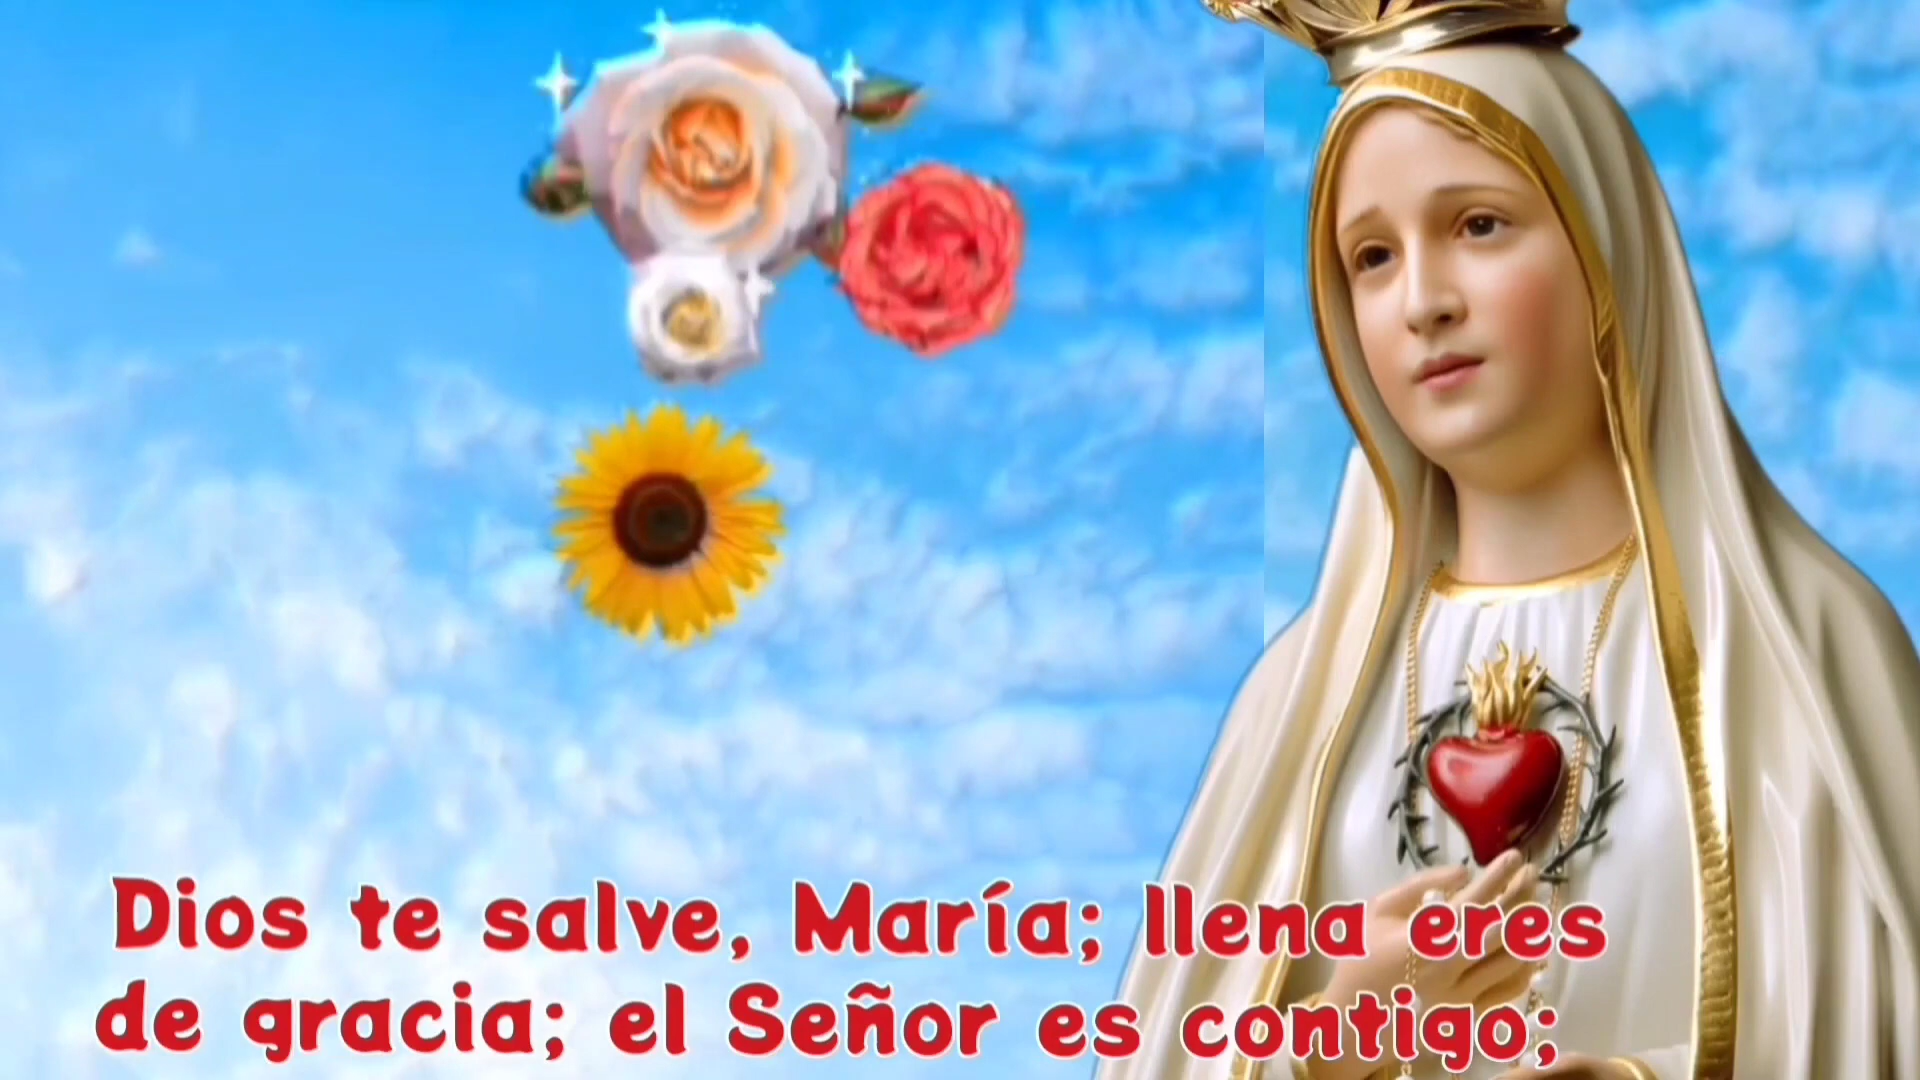 Dios te salve, María; llena eres
de gracia; el Señor es contigo;